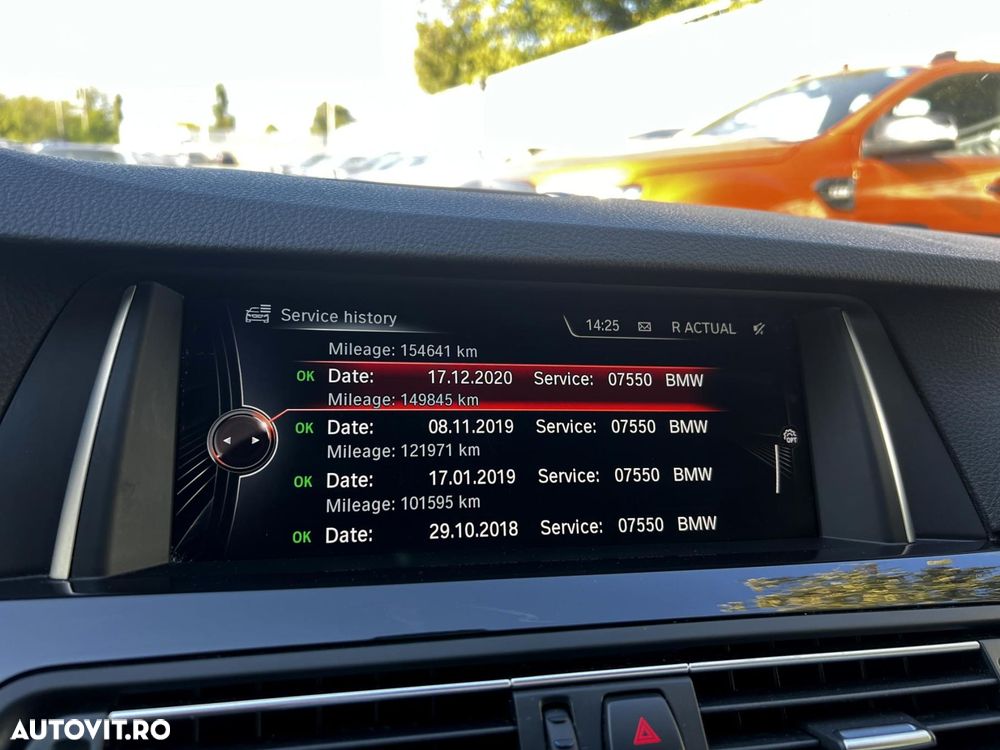 Service history
14:25 R ACTUAL
Mileage: 154641 km
OK Date: 17.12.2020 Service: 07550 BMW
Mileage: 149845 km
OK Date: 08.11.2019 Service: 07550 BMW
Mileage: 121971 km
OK Date: 17.01.2019 Service: 07550 BMW
Mileage: 101595 km
OK Date: 29.10.2018 Service: 07550 BMW
OPT
AUTOVIT.RO